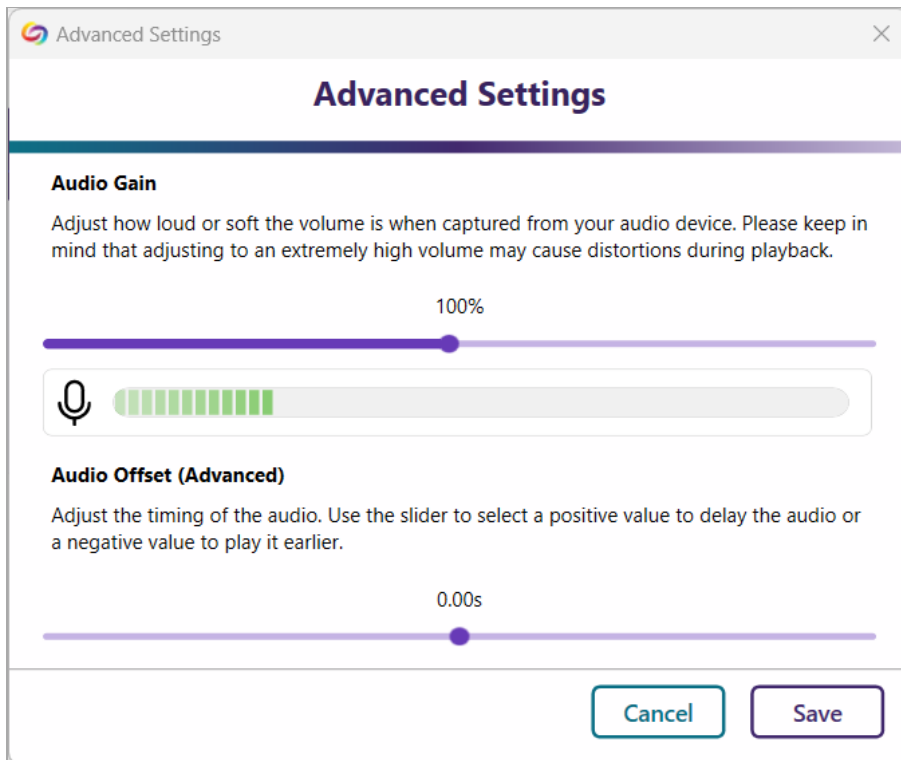 Advanced Settings
Advanced Settings
Audio Gain
Adjust how loud or soft the volume is when captured from your audio device. Please keep in
mind that adjusting to an extremely high volume may cause distortions during playback.
100%
Audio Offset (Advanced)
Adjust the timing of the audio. Use the slider to select a positive value to delay the audio or
a negative value to play it earlier.
0.00s
Cancel
Save